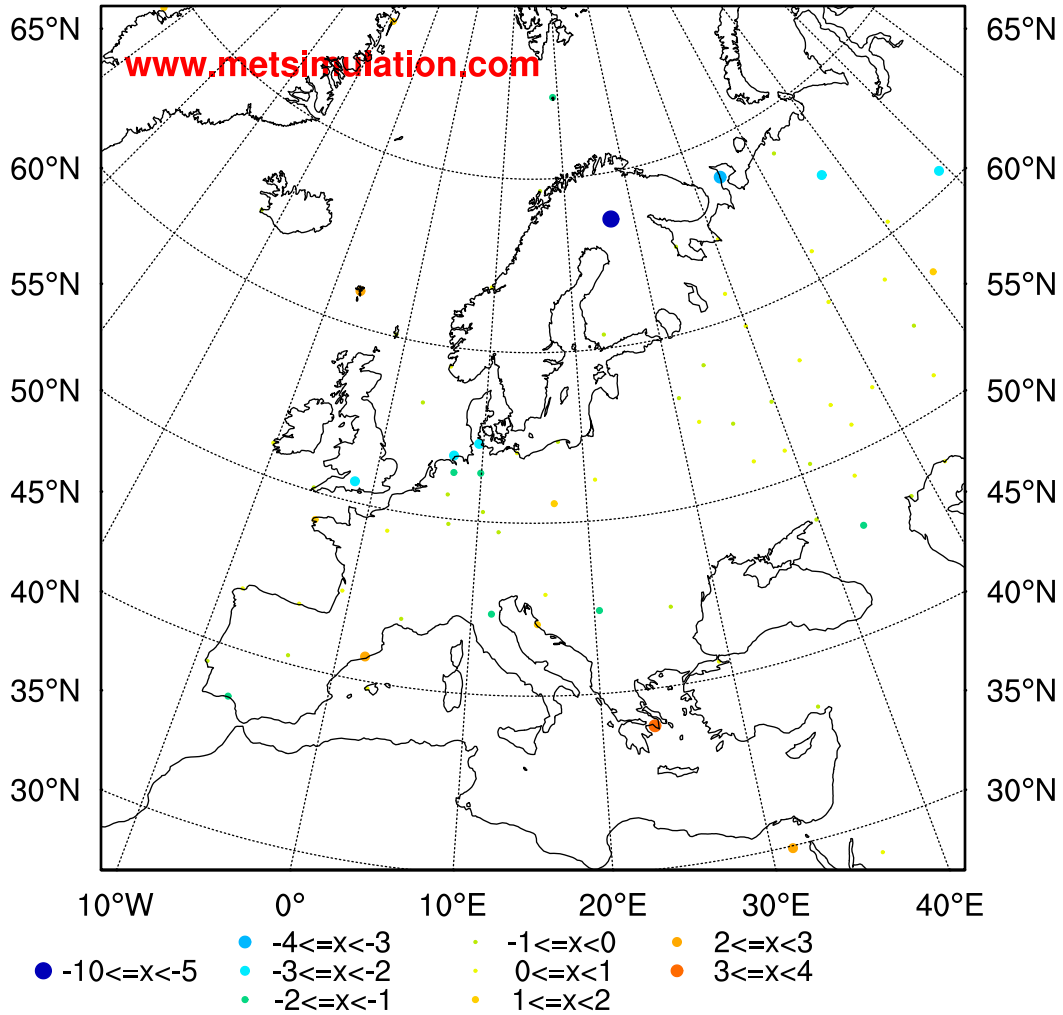 65°N 65°N
www.metsimulation.com
60°N 60°N
55°N 55°N
50°N 50°N
45°N 45°N
40°N 40°N
35°N 35°N
30°N 30°N
10°W 0° 10°E 20°E 30°E 40°E
-4<=x<-3 -1<=x<0 2<=x<3
-10<=x<-5 -3<=x<-2 0<=x<1 3<=x<4
-2<=x<-1 1<=x<2